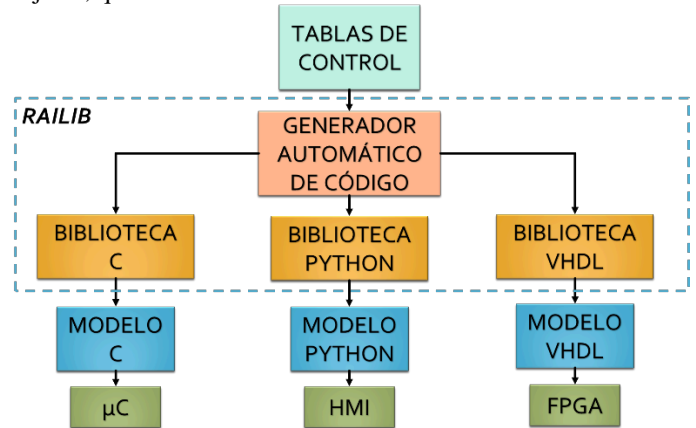 TABLAS DE
CONTROL
RAILIB
GENERADOR
AUTOMÁTICO
DE CÓDIGO
BIBLIOTECA
C
BIBLIOTECA
PYTHON
BIBLIOTECA
VHDL
MODELO
C
MODELO
PYTHON
MODELO
VHDL
µC
HMI
FPGA